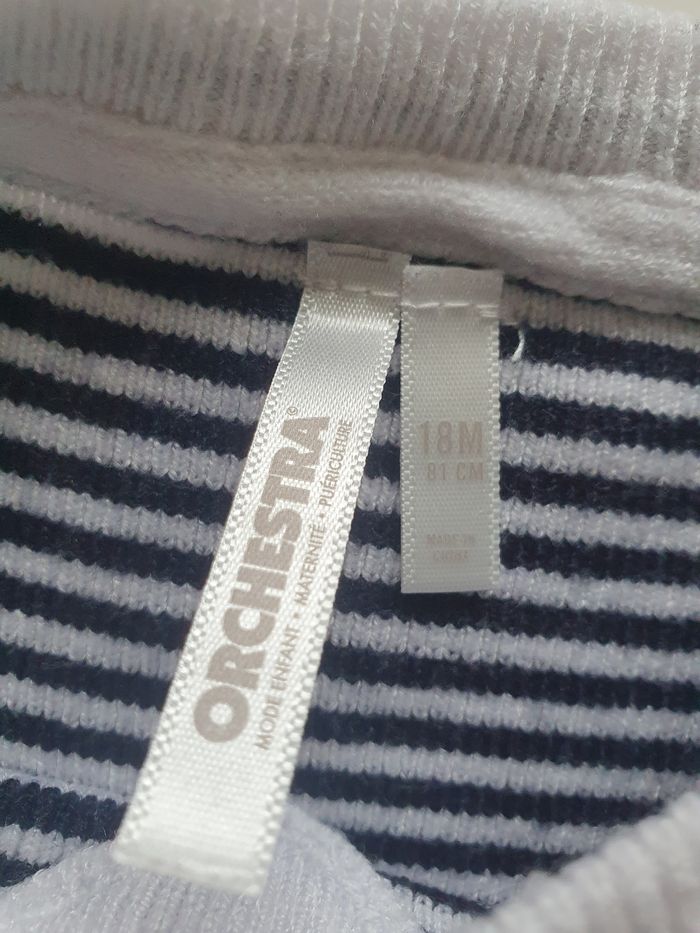 ORCHESTRA®
MODE ENFANT • MATERNITÉ • PUÉRICULTURE
18M
81 CM
MADE IN
CHINA